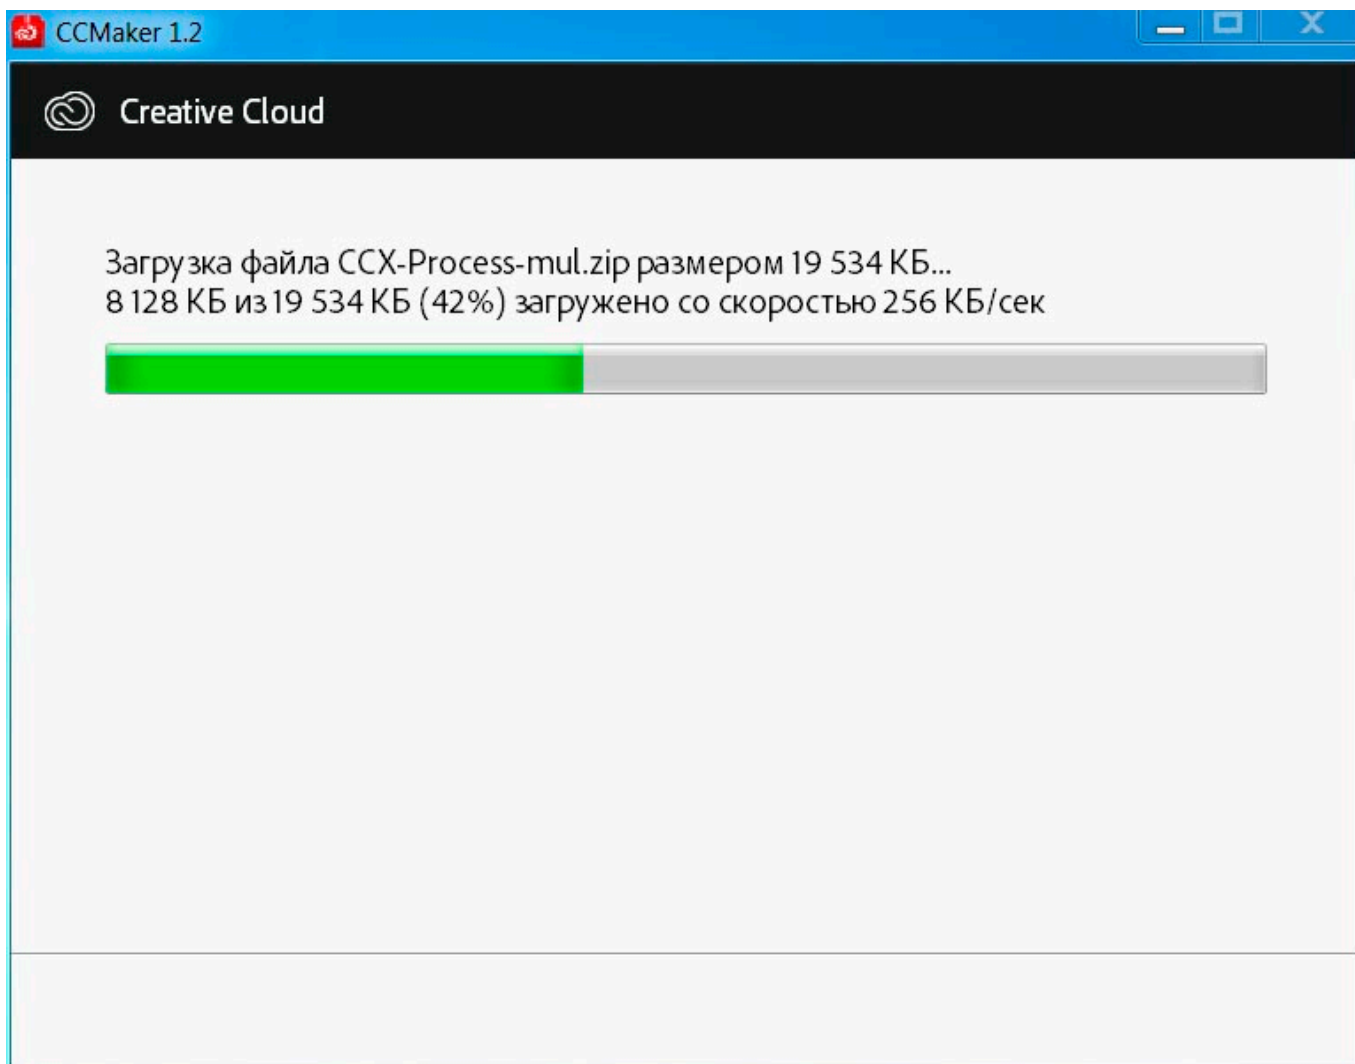 CCMaker 1.2
Creative Cloud
Загрузка файла CCX-Process-mul.zip размером 19 534 КБ...
8 128 КБ из 19 534 КБ (42%) загружено со скоростью 256 КБ/сек